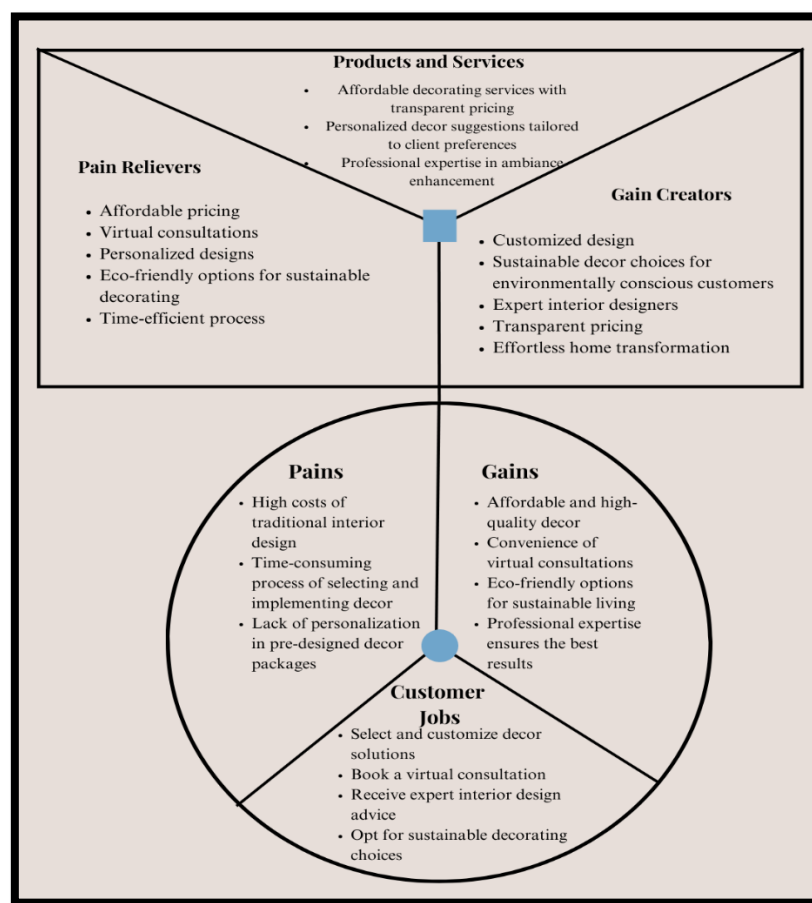 Products and Services
• Affordable decorating services with
transparent pricing
• Personalized decor suggestions tailored
to client preferences
• Professional expertise in ambiance
enhancement
Pain Relievers
• Affordable pricing
• Virtual consultations
• Personalized designs
• Eco-friendly options for sustainable
decorating
• Time-efficient process
Gain Creators
• Customized design
• Sustainable decor choices for
environmentally conscious customers
• Expert interior designers
• Transparent pricing
• Effortless home transformation
Pains
• High costs of
traditional interior
design
• Time-consuming
process of selecting and
implementing decor
• Lack of personalization
in pre-designed decor
packages
Gains
• Affordable and high-
quality decor
• Convenience of
virtual consultations
• Eco-friendly options
for sustainable living
• Professional expertise
ensures the best
results
Customer
Jobs
• Select and customize decor
solutions
• Book a virtual consultation
• Receive expert interior design
advice
• Opt for sustainable decorating
choices